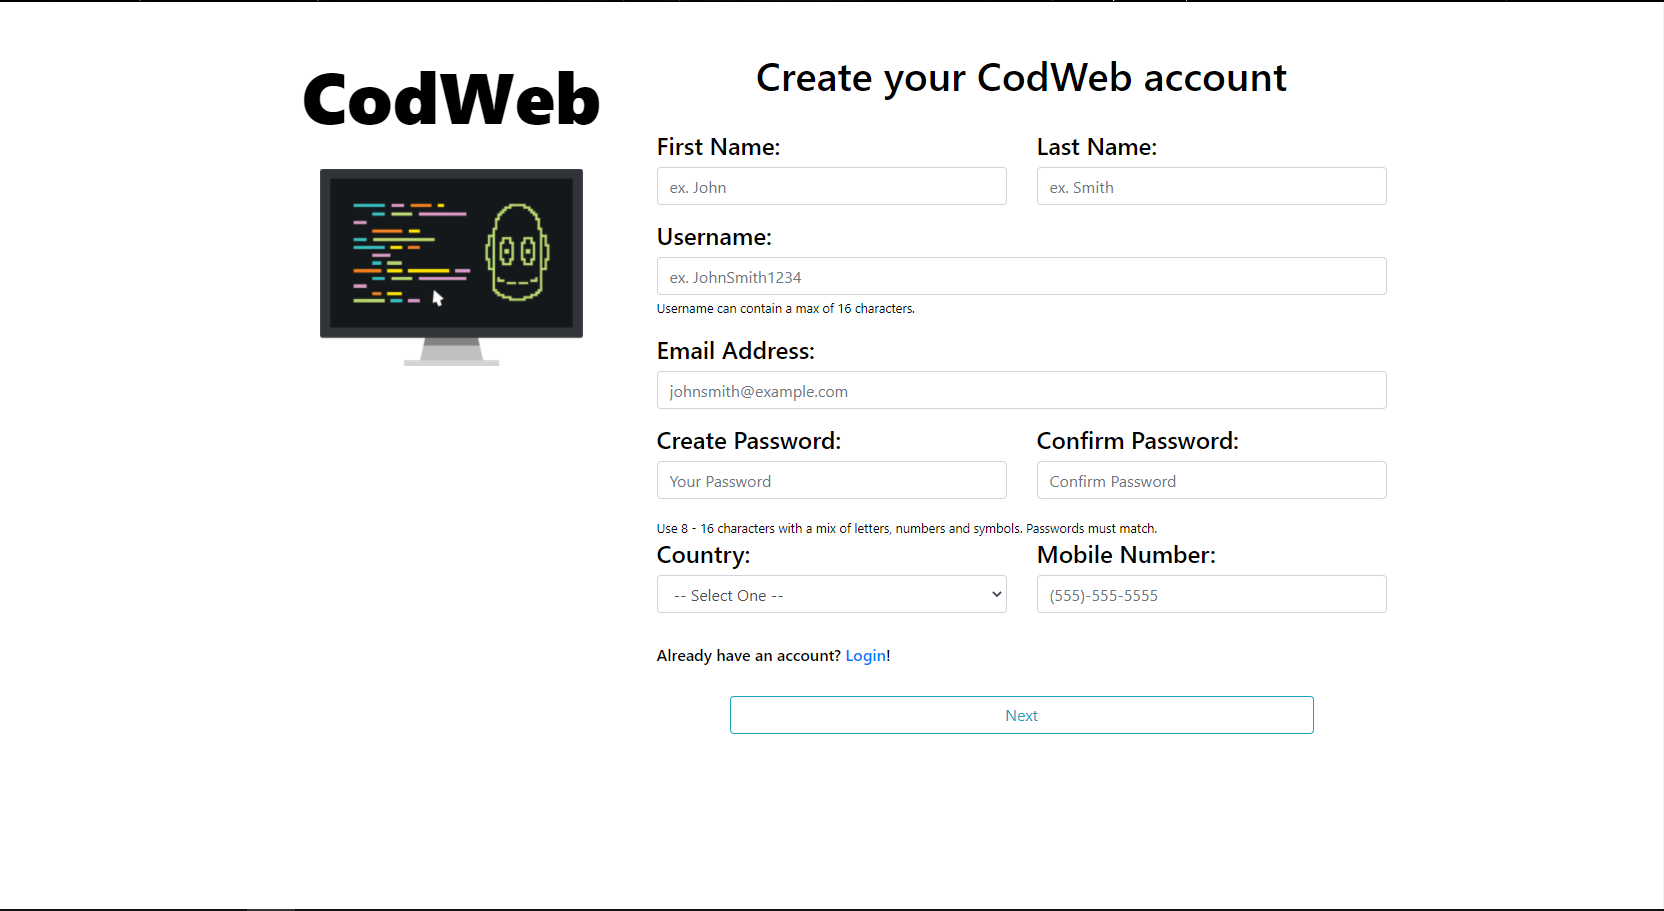 CodWeb
Create your CodWeb account
First Name: Last Name:
ex. John ex. Smith
Username:
ex. JohnSmith1234
Username can contain a max of 16 characters.
Email Address:
johnsmith@example.com
Create Password: Confirm Password:
Your Password Confirm Password
Use 8 - 16 characters with a mix of letters, numbers and symbols. Passwords must match.
Country: Mobile Number:
-- Select One -- (555)-555-5555
Already have an account? Login!
Next